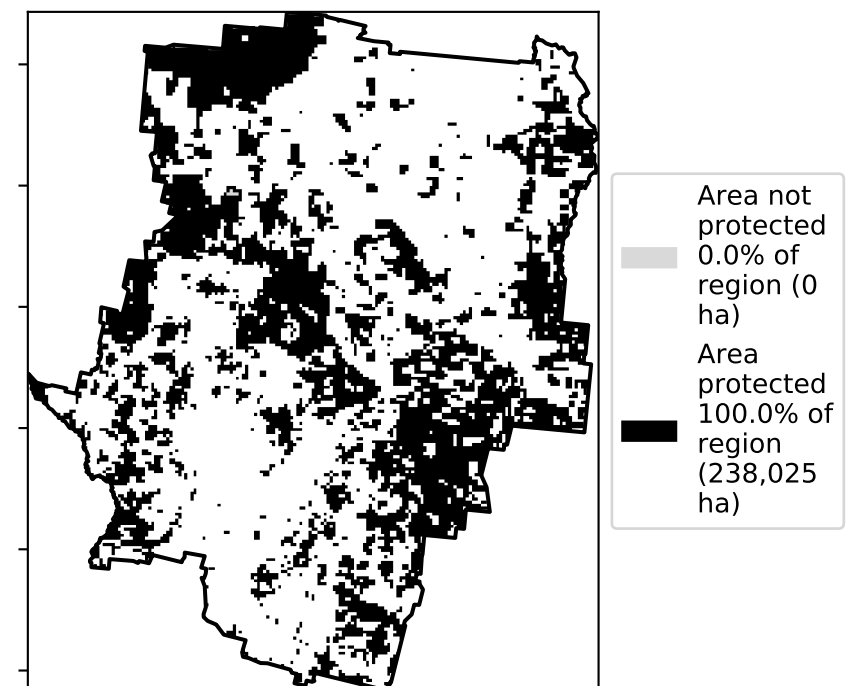 Area not
protected
0.0% of
region (0
ha)
Area
protected
100.0% of
region
(238,025
ha)